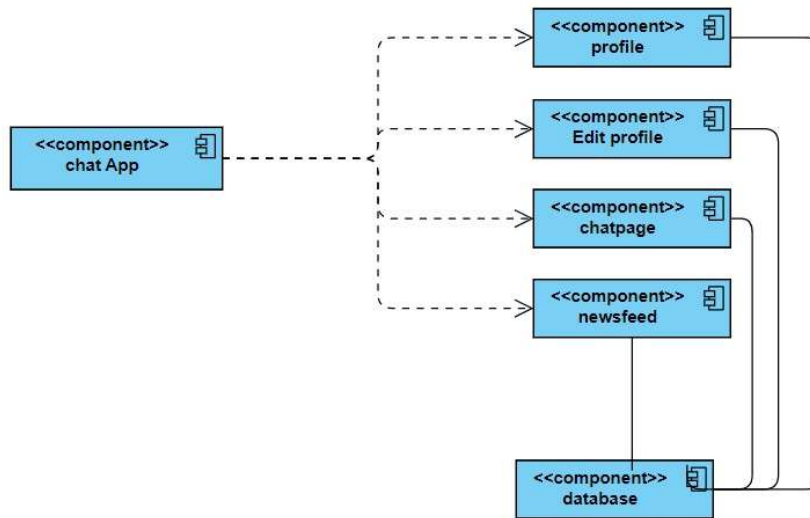 <<component>>
profile
<<component>>
Edit profile
<<component>>
chat App
<<component>>
chatpage
<<component>>
newsfeed
<<component>>
database